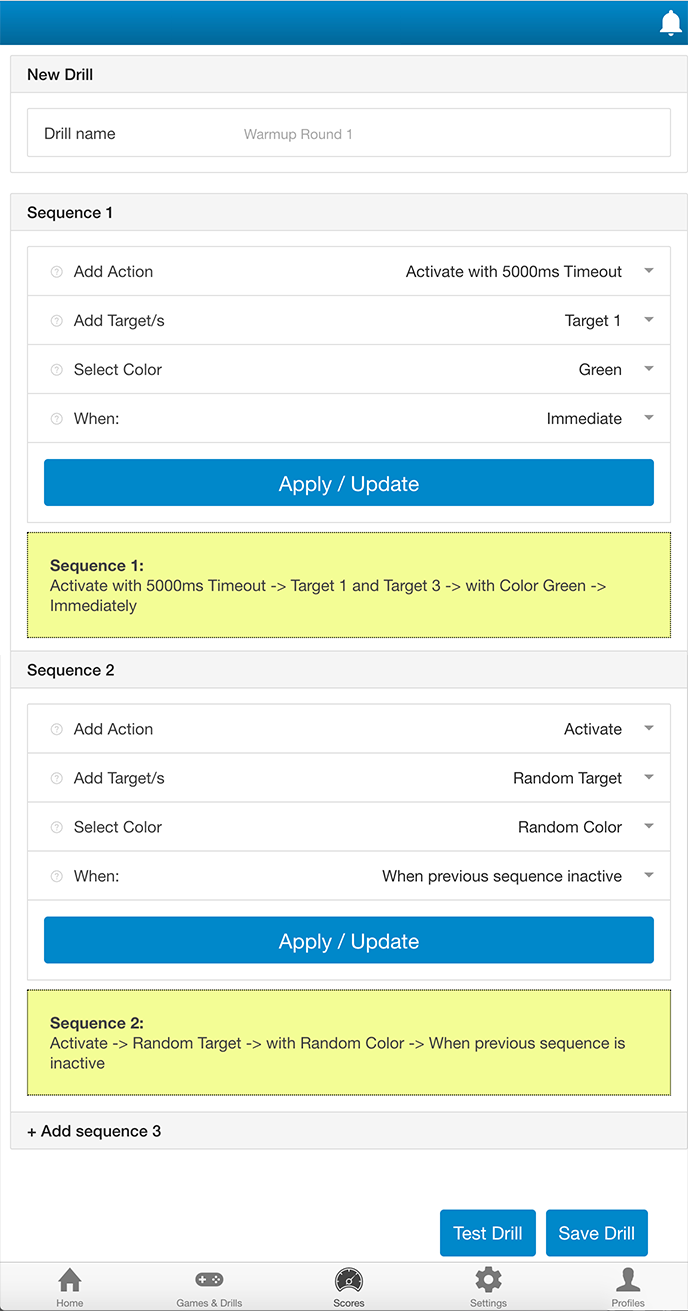 New Drill
Drill name Warmup Round 1
Sequence 1
Add Action Activate with 5000ms Timeout
Add Target/s Target 1
Select Color Green
When: Immediate
Apply / Update
Sequence 1:
Activate with 5000ms Timeout -> Target 1 and Target 3 -> with Color Green ->
Immediately
Sequence 2
Add Action Activate
Add Target/s Random Target
Select Color Random Color
When: When previous sequence inactive
Apply / Update
Sequence 2:
Activate -> Random Target -> with Random Color -> When previous sequence is
inactive
+ Add sequence 3
Test Drill Save Drill
Home Games & Drills Scores Settings Profiles